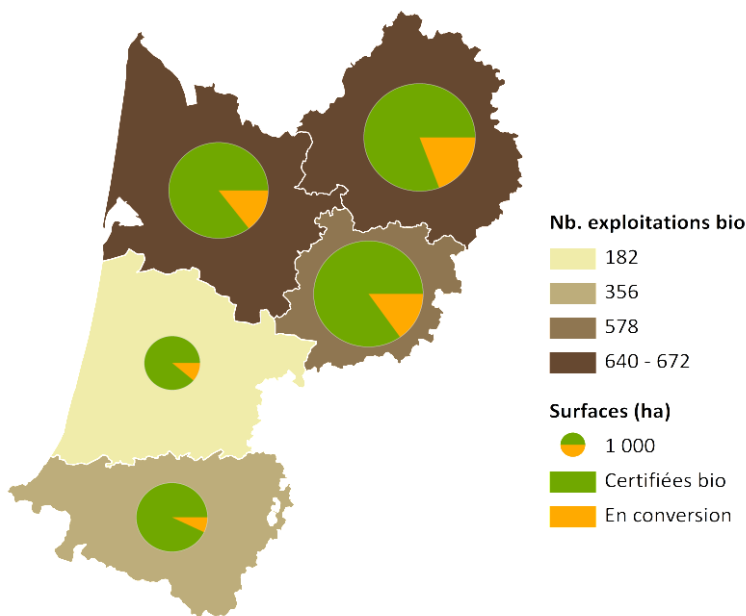 Nb. exploitations bio
182
356
578
640 - 672
Surfaces (ha)
1 000
Certifiées bio
En conversion